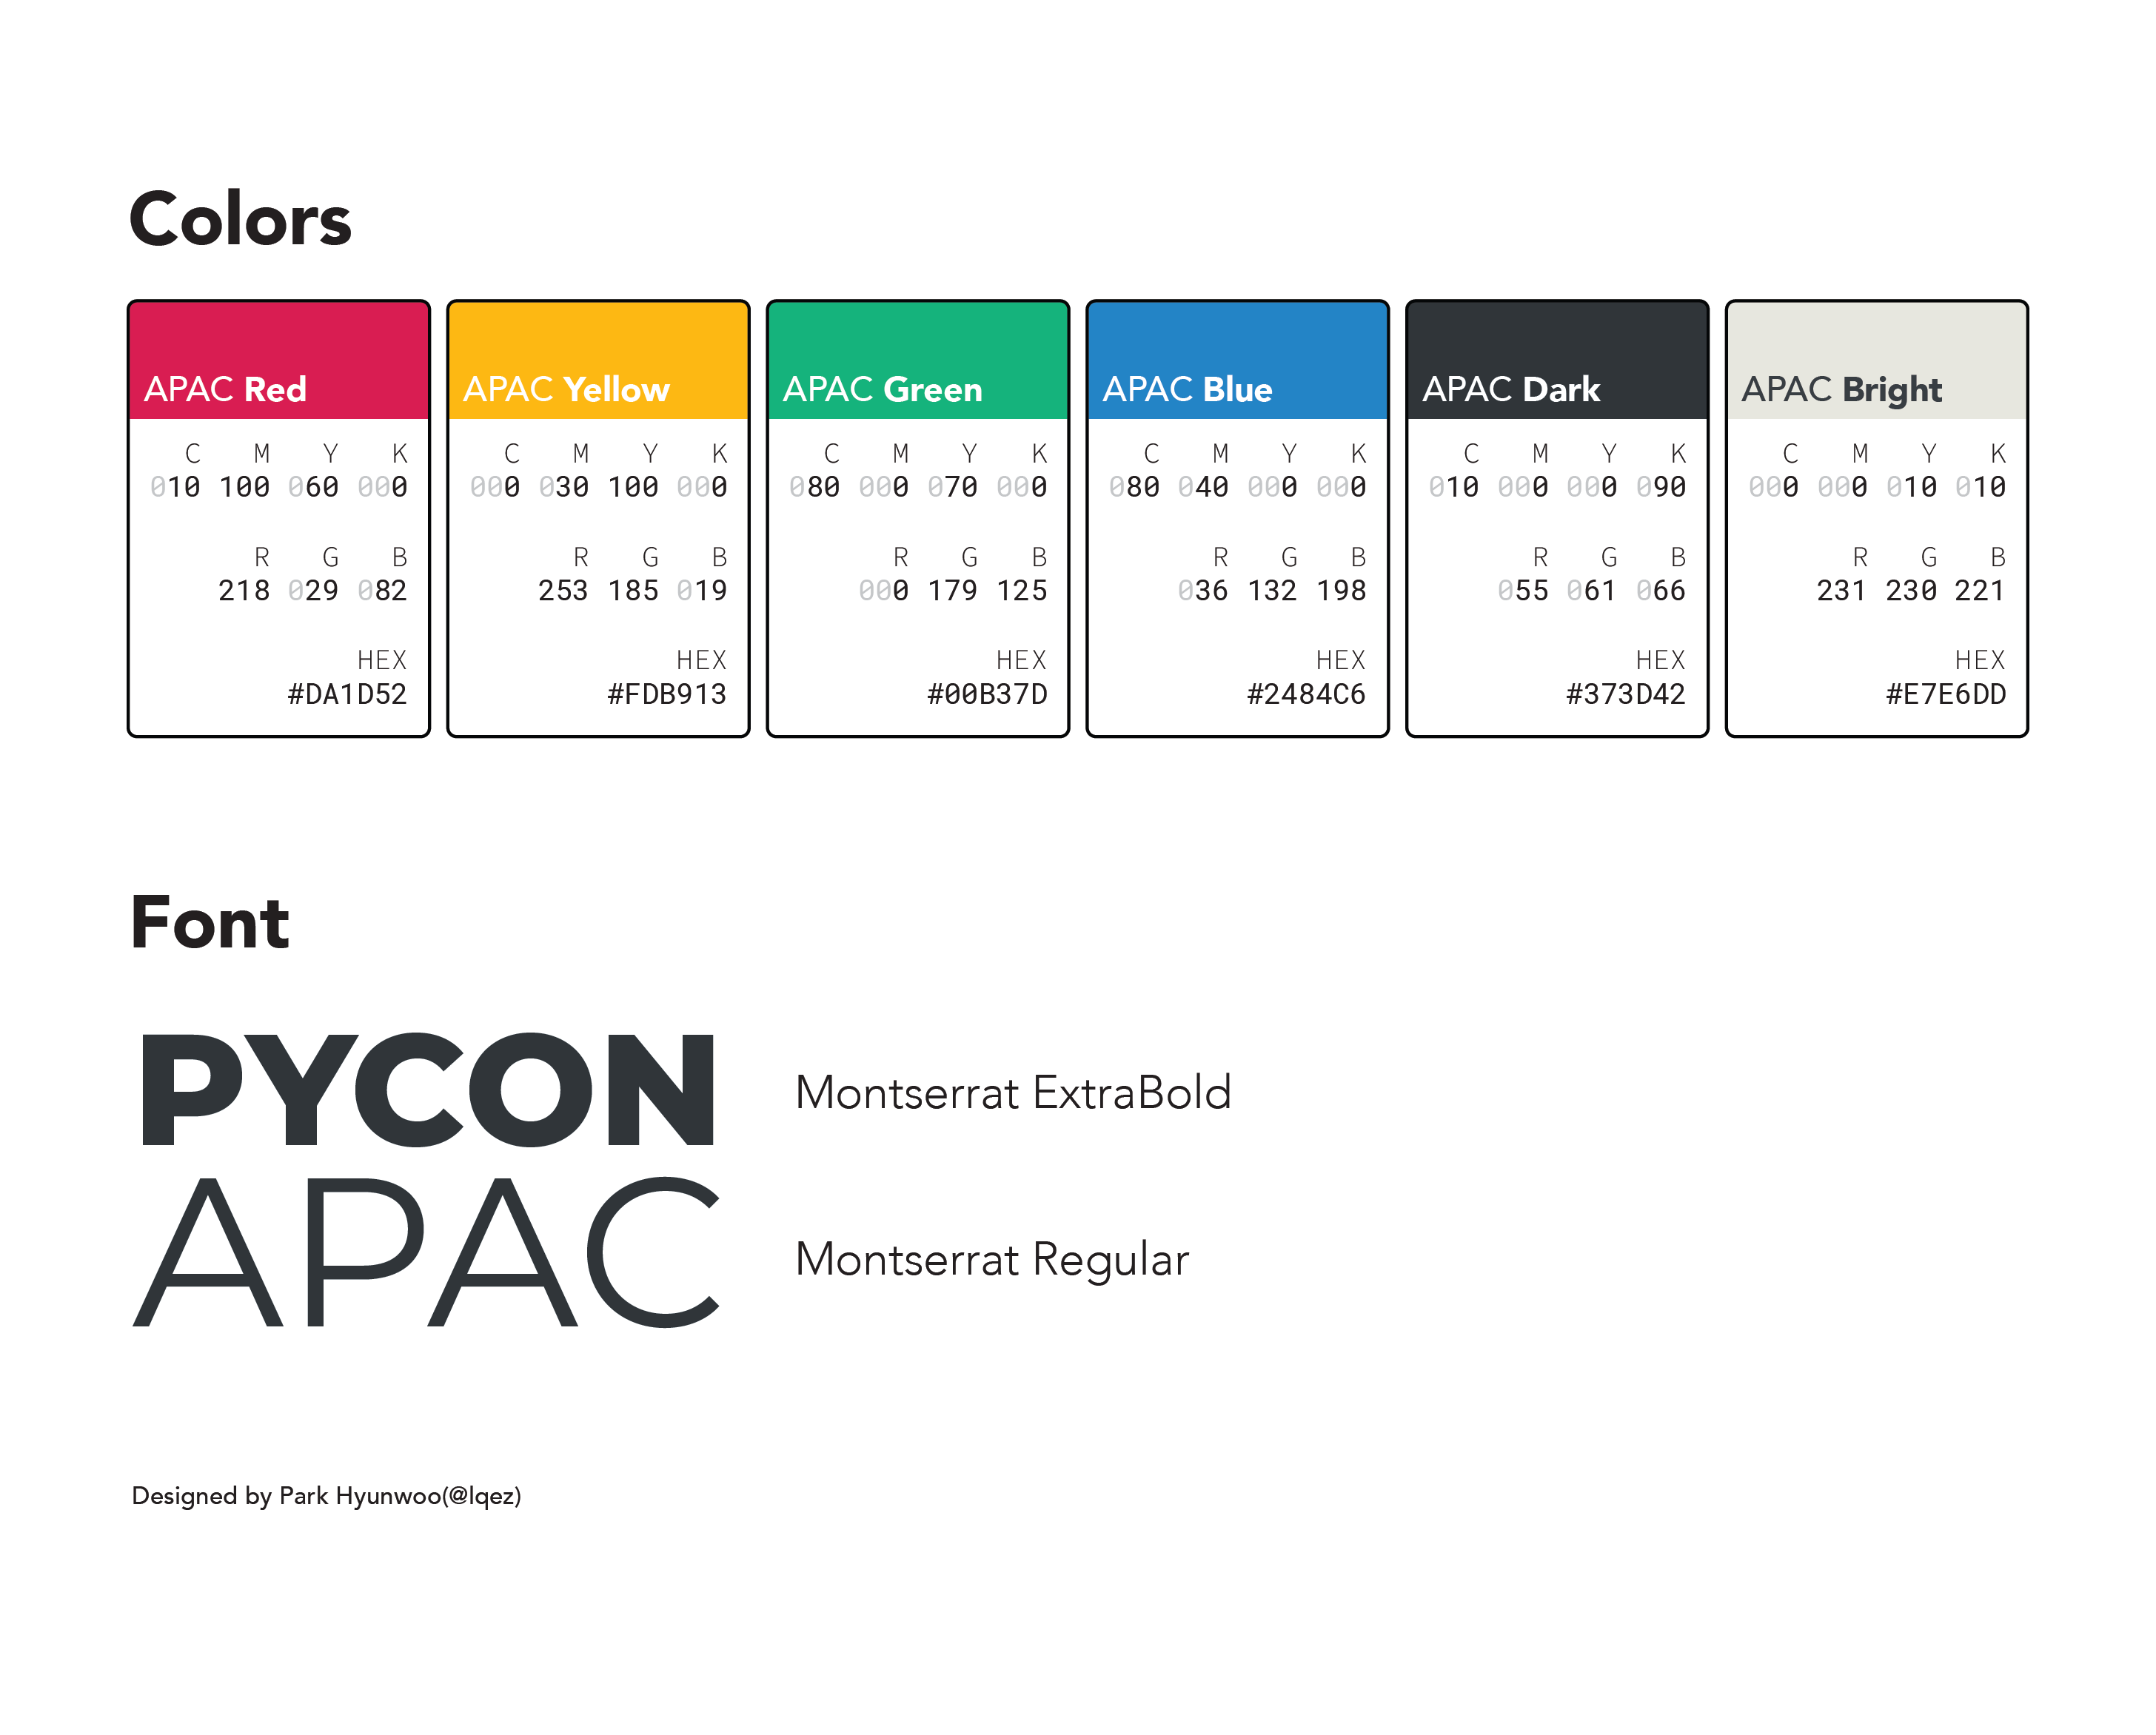 Colors
APAC Red
C M Y K
010 100 060 000
R G B
218 029 082
HEX
#DA1D52
APAC Yellow
C M Y K
000 030 100 000
R G B
253 185 019
HEX
#FDB913
APAC Green
C M Y K
080 000 070 000
R G B
000 179 125
HEX
#00B37D
APAC Blue
C M Y K
080 040 000 000
R G B
036 132 198
HEX
#2484C6
APAC Dark
C M Y K
010 000 000 090
R G B
055 061 066
HEX
#373D42
APAC Bright
C M Y K
000 000 010 010
R G B
231 230 221
HEX
#E7E6DD
Font
PYCON
Montserrat ExtraBold
APAC
Montserrat Regular
Designed by Park Hyunwoo(@lqez)